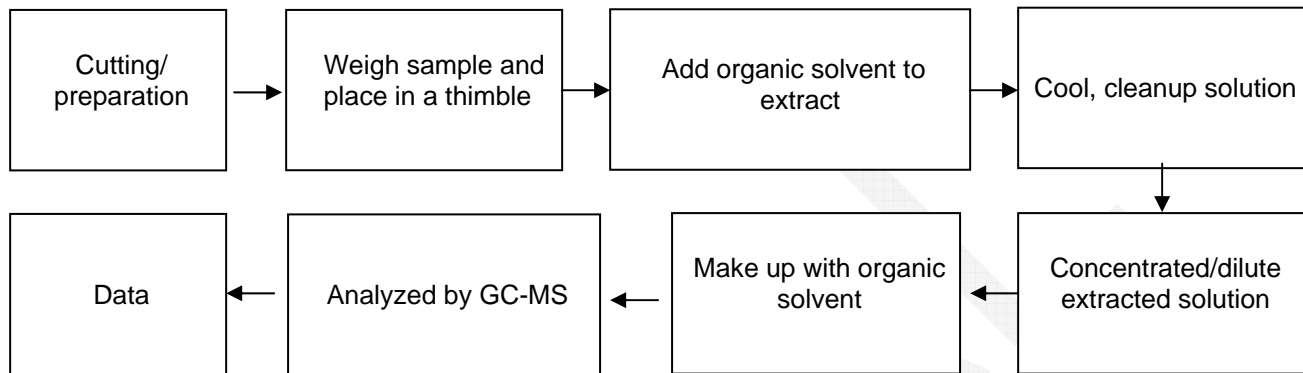 Cutting/
preparation
Weigh sample and
place in a thimble
Add organic solvent to
extract
Cool, cleanup solution
Concentrated/dilute
extracted solution
Make up with organic
solvent
Analyzed by GC-MS
Data